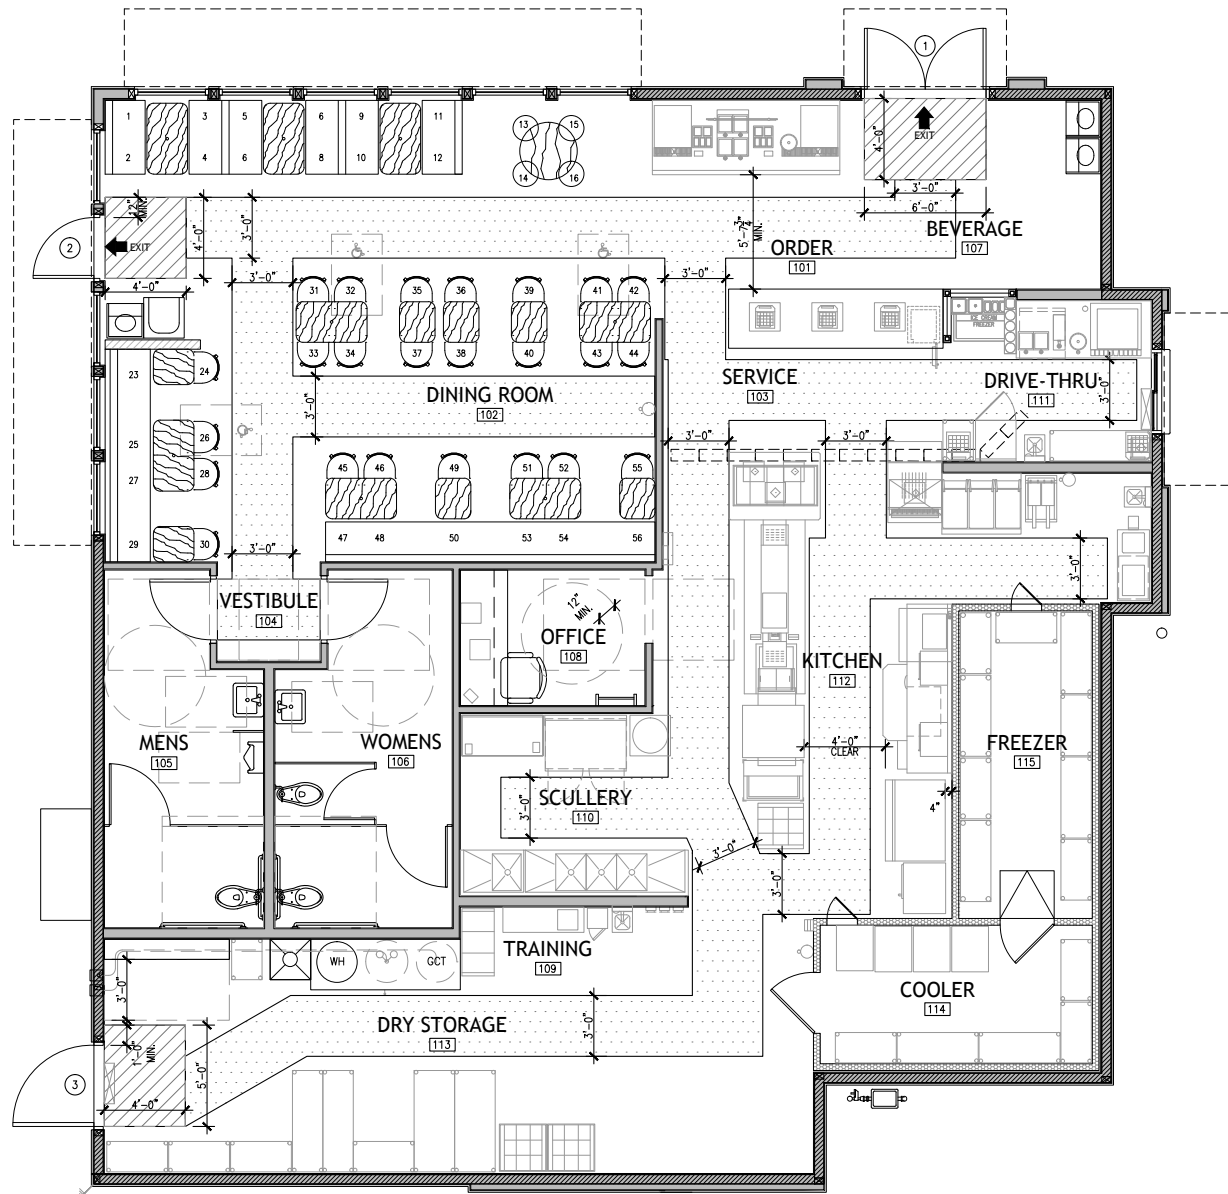 1
1 3 5 6 9 11
2 4 6 8 10 12
13 15
14 16
EXIT
4'-0"
3'-0"
6'-0"
12"
MIN.
4'-0"
3'-0"
5'-7 3/4"
MIN.
BEVERAGE
107
ORDER
101
2
EXIT
4'-0"
3'-0"
3'-0"
31 32 35 36 39 41 42
33 34 37 38 40 43 44
ICE CREAM
FREEZER
23 24
25 26
27 28
29 30
3'-0"
DINING ROOM
102
SERVICE
103
DRIVE-THRU
111
3'-0"
3'-0"
3'-0"
45 46 49 51 52 55
47 48 50 53 54 56
3'-0"
3'-0"
VESTIBULE
104
12"
MIN.
OFFICE
108
KITCHEN
112
MENS
105
WOMENS
106
4'-0"
CLEAR
FREEZER
115
SCULLERY
110
3'-0"
4"
3'-0"
3'-0"
TRAINING
109
WH
GCT
3'-0"
COOLER
114
DRY STORAGE
113
3'-0"
1'-0"
MIN.
5'-0"
3
4'-0"